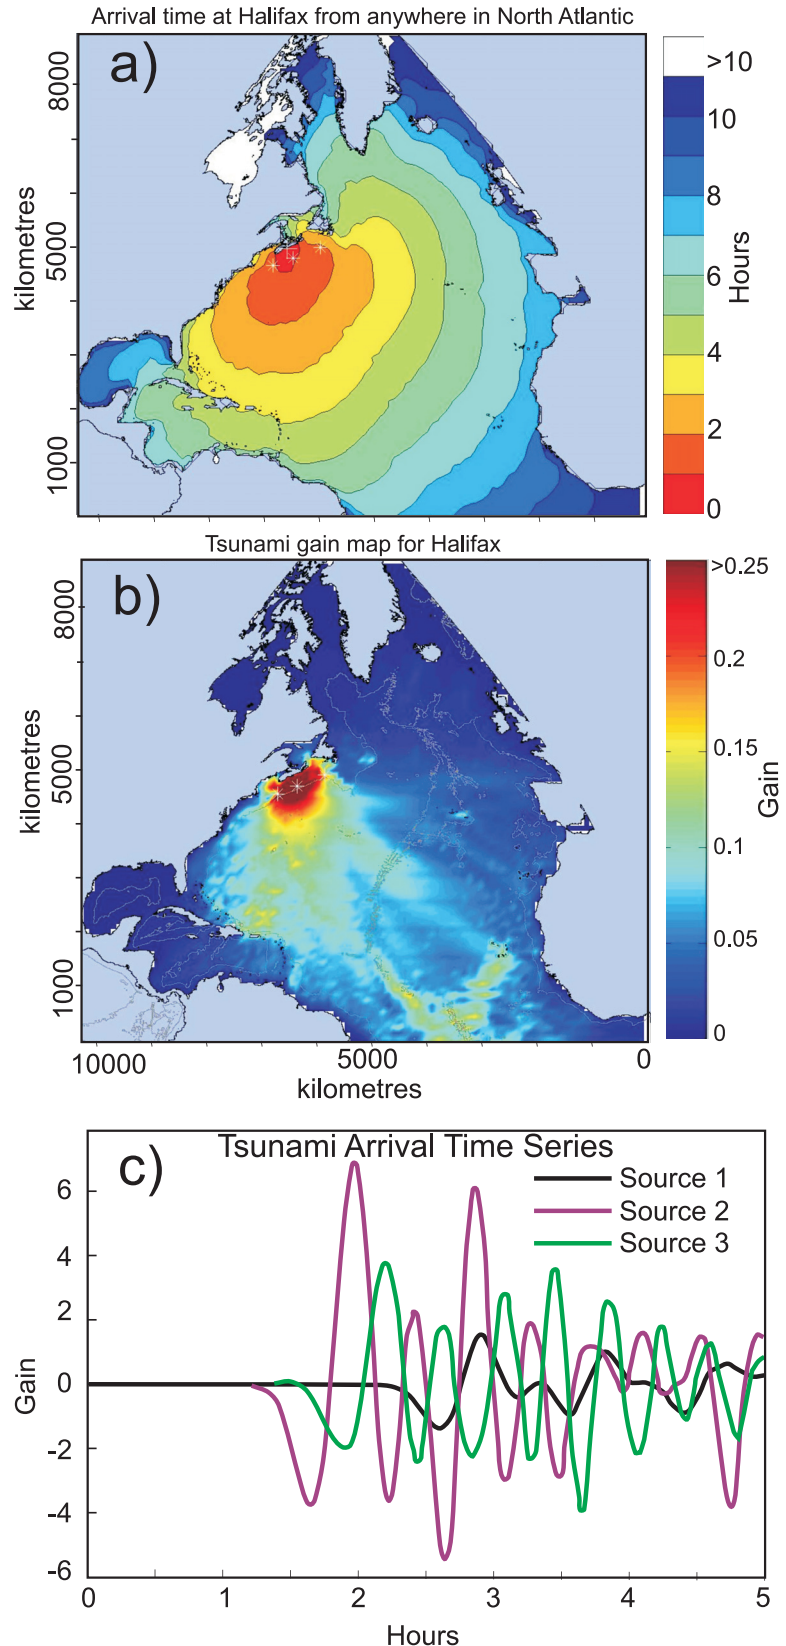 Arrival time at Halifax from anywhere in North Atlantic
a)
8000
5000
1000
kilometres
>10
10
8
6
4
2
0
Hours
Tsunami gain map for Halifax
b)
8000
5000
1000
kilometres
10000
5000
0
kilometres
>0.25
0.2
0.15
0.1
0.05
0
Gain
Tsunami Arrival Time Series
c)
Source 1
Source 2
Source 3
6
4
2
0
-2
-4
-6
Gain
0
1
2
3
4
5
Hours